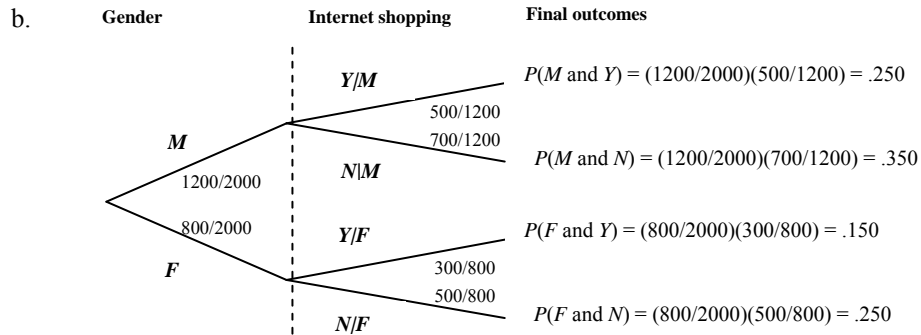 b. Gender Internet shopping Final outcomes
Y/M P(M and Y) = (1200/2000)(500/1200) = .250
500/1200
M 700/1200
1200/2000 N|M P(M and N) = (1200/2000)(700/1200) = .350
800/2000 Y/F P(F and Y) = (800/2000)(300/800) = .150
F 300/800
500/800
N/F P(F and N) = (800/2000)(500/800) = .250